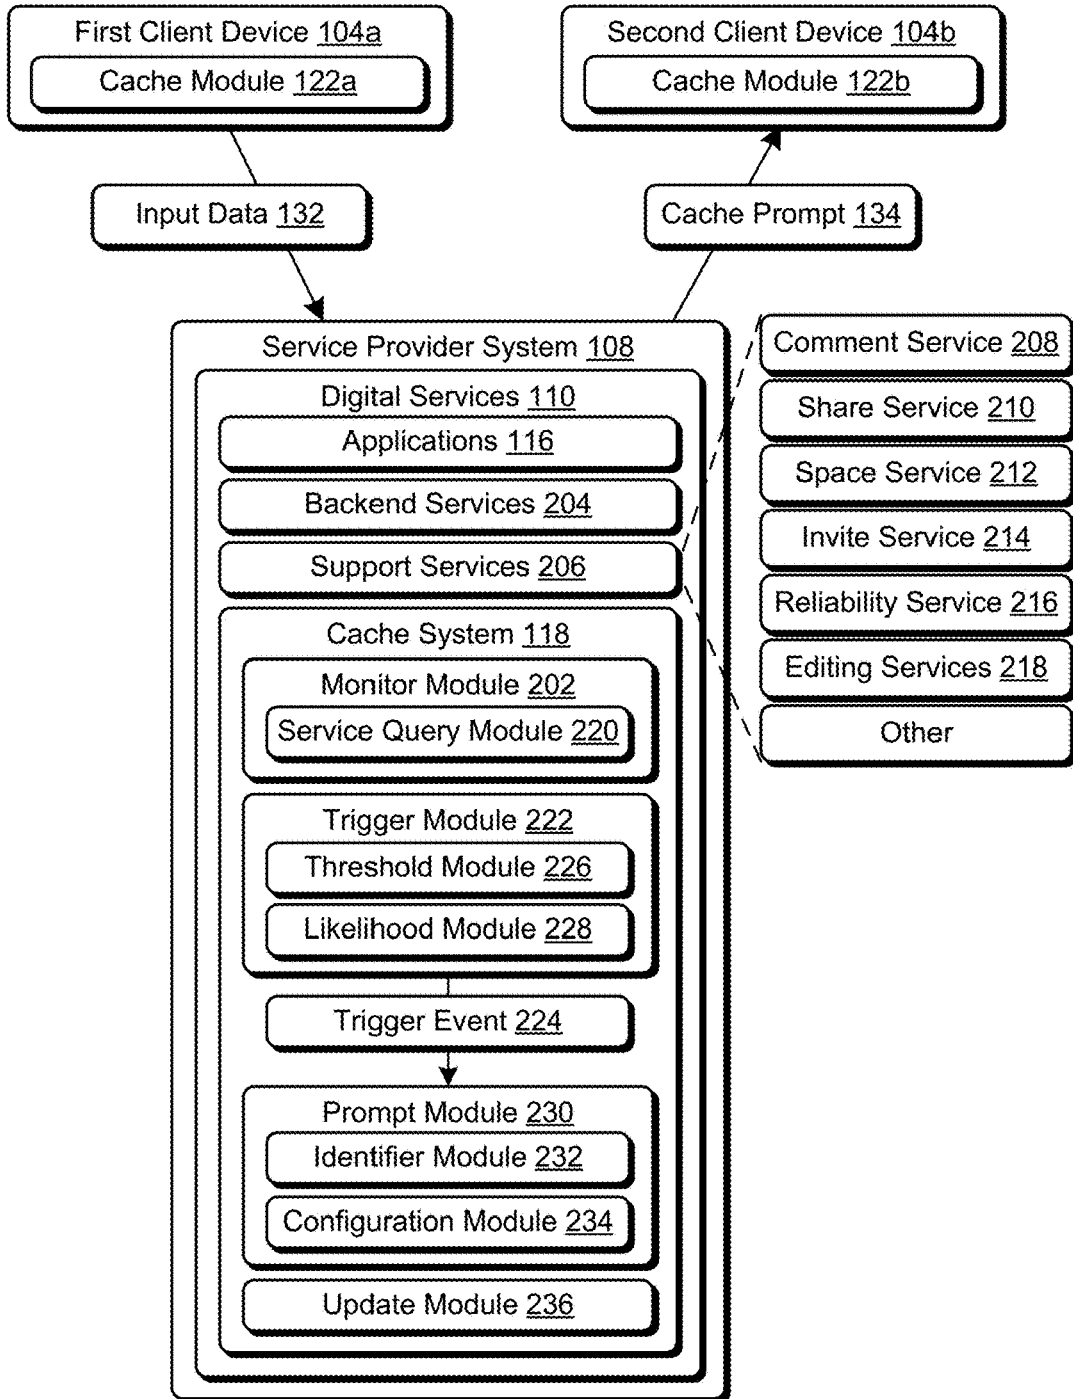 First Client Device 104a
Cache Module 122a
Second Client Device 104b
Cache Module 122b
Input Data 132
Cache Prompt 134
Service Provider System 108
Digital Services 110
Applications 116
Backend Services 204
Support Services 206
Comment Service 208
Share Service 210
Space Service 212
Invite Service 214
Reliability Service 216
Editing Services 218
Other
Cache System 118
Monitor Module 202
Service Query Module 220
Trigger Module 222
Threshold Module 226
Likelihood Module 228
Trigger Event 224
Prompt Module 230
Identifier Module 232
Configuration Module 234
Update Module 236